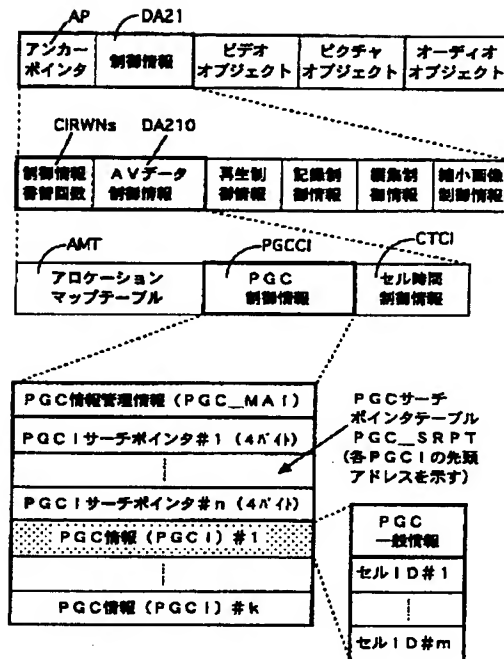 AP
DA21
アンカー
ポインタ
制御情報
ビデオ
オブジェクト
ピクチャ
オブジェクト
オーディオ
オブジェクト
CIRWNs
DA210
制御情報
書替回数
AVデータ
制御情報
再生制
御情報
記録制
御情報
編集制
御情報
縮小画像
制御情報
AMT
PGCCI
CTCI
アロケーション
マップテーブル
PGC
制御情報
セル時間
制御情報
PGC情報管理情報(PGC_MAI)
PGCIサーチポインタ#1(4バイト)
PGCIサーチポインタ#n(4バイト)
PGC情報(PGCI)#1
PGC情報(PGCI)#k
PGCサーチ
ポインタテーブル
PGC_SRPT
(各PGCIの先頭
アドレスを示す)
PGC
一般情報
セルID#1
セルID#m